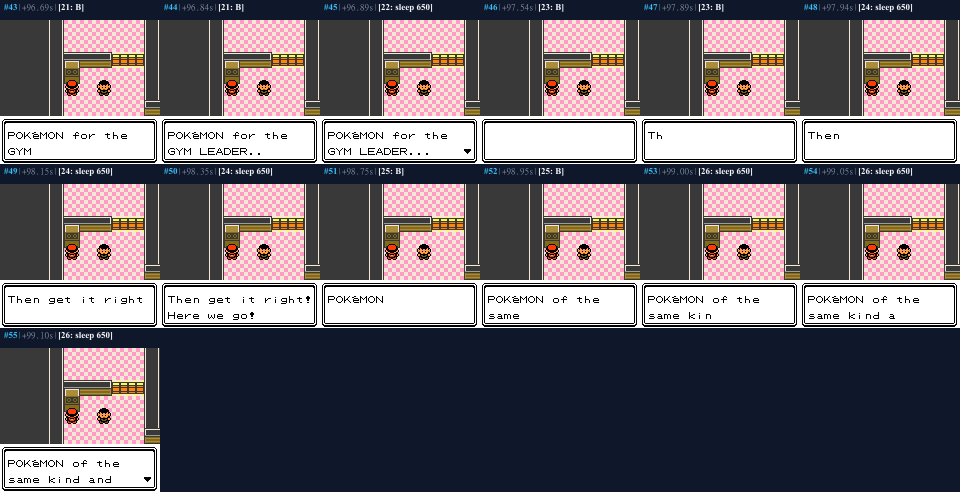 #43|+96.69s| [21: B]
POKéMON for the
GYM
#44|+96.84s| [21: B]
POKéMON for the
GYM LEADER..
#45|+96.89s| [22: sleep 650]
POKéMON for the
GYM LEADER...
#46|+97.54s| [23: B]
#47|+97.89s| [23: B]
Th
#48|+97.94s| [24: sleep 650]
Then
#49|+98.15s| [24: sleep 650]
Then get it right
#50|+98.35s| [24: sleep 650]
Then get it right!
Here we go!
#51|+98.75s| [25: B]
POKéMON
#52|+98.95s| [25: B]
POKéMON of the
same
#53|+99.00s| [26: sleep 650]
POKéMON of the
same kin
#54|+99.05s| [26: sleep 650]
POKéMON of the
same kind a
#55|+99.10s| [26: sleep 650]
POKéMON of the
same kind and